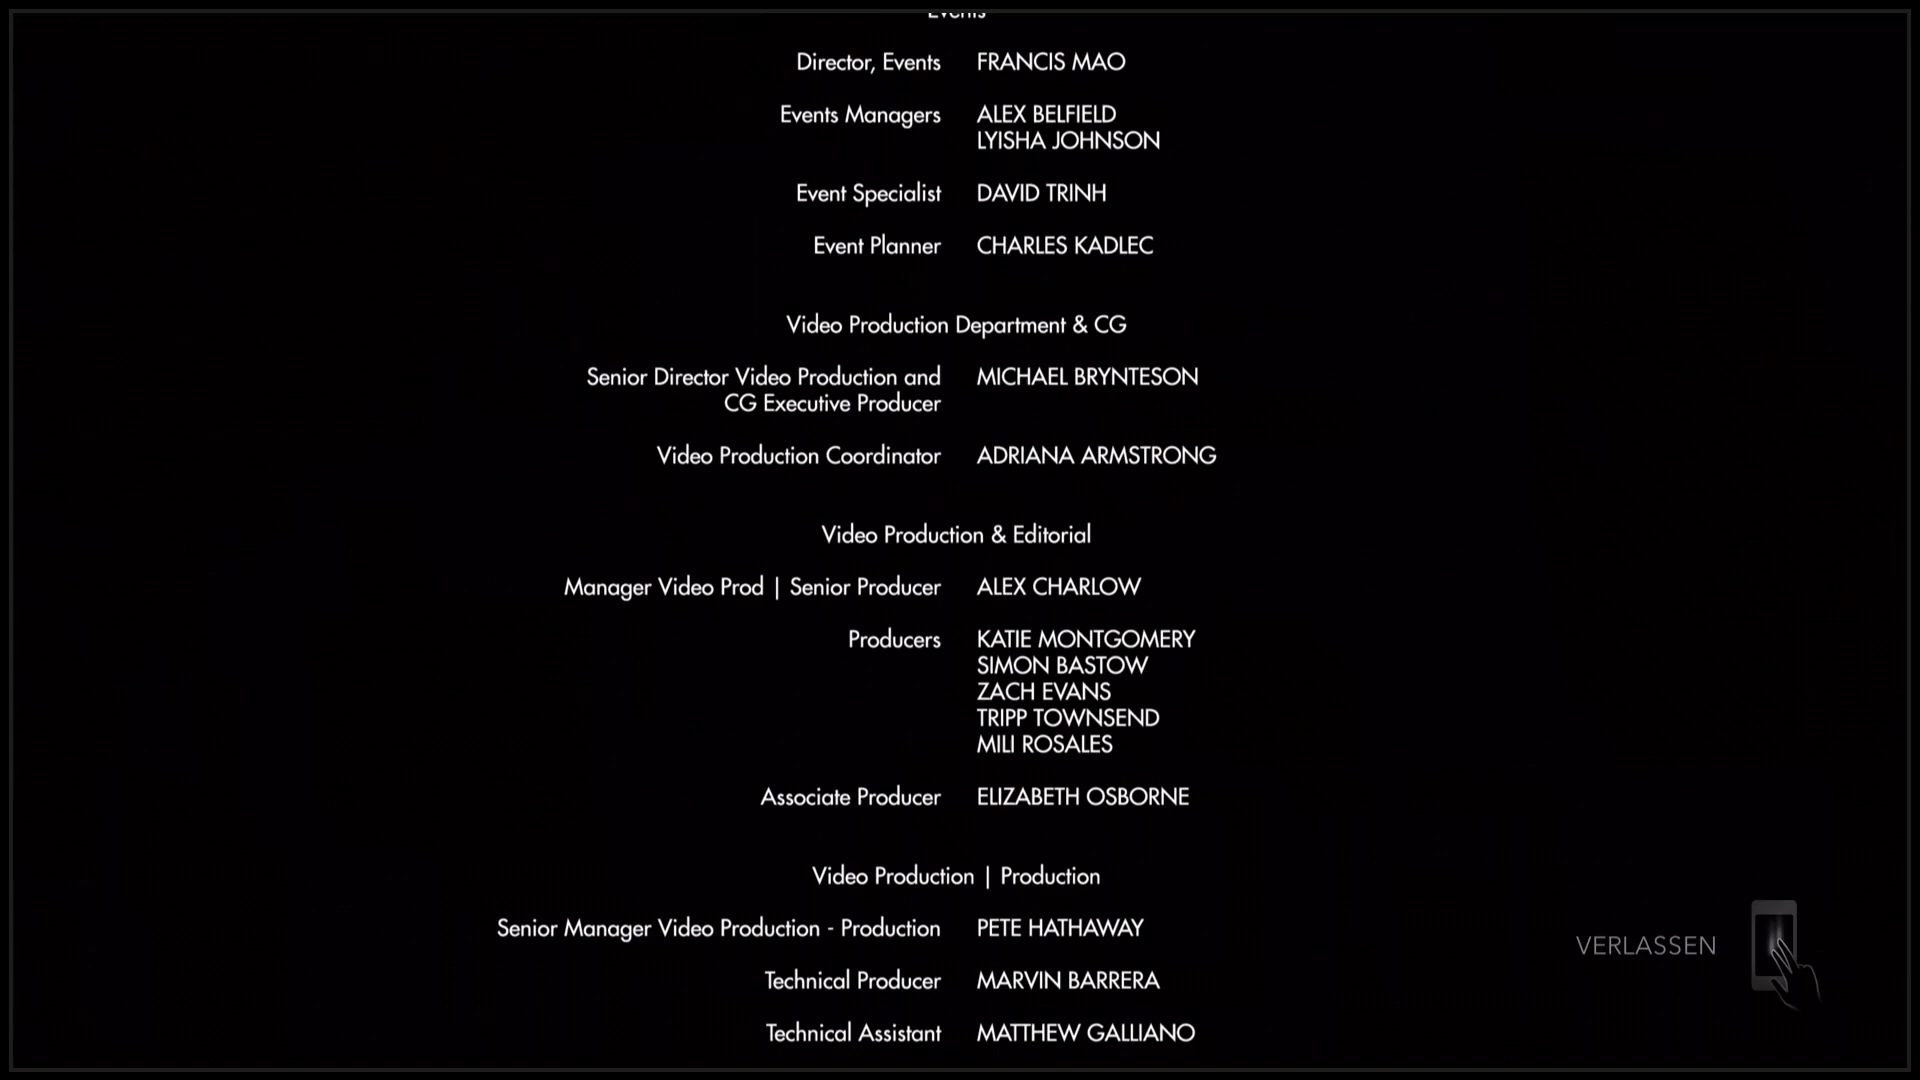 Events
Director, Events FRANCIS MAO
Events Managers ALEX BELFIELD
LYISHA JOHNSON
Event Specialist DAVID TRINH
Event Planner CHARLES KADLEC
Video Production Department & CG
Senior Director Video Production and MICHAEL BRYNTESON
CG Executive Producer
Video Production Coordinator ADRIANA ARMSTRONG
Video Production & Editorial
Manager Video Prod | Senior Producer ALEX CHARLOW
Producers KATIE MONTGOMERY
SIMON BASTOW
ZACH EVANS
TRIPP TOWNSEND
MILI ROSALES
Associate Producer ELIZABETH OSBORNE
Video Production | Production
Senior Manager Video Production - Production PETE HATHAWAY
VERLASSEN
Technical Producer MARVIN BARRERA
Technical Assistant MATTHEW GALLIANO